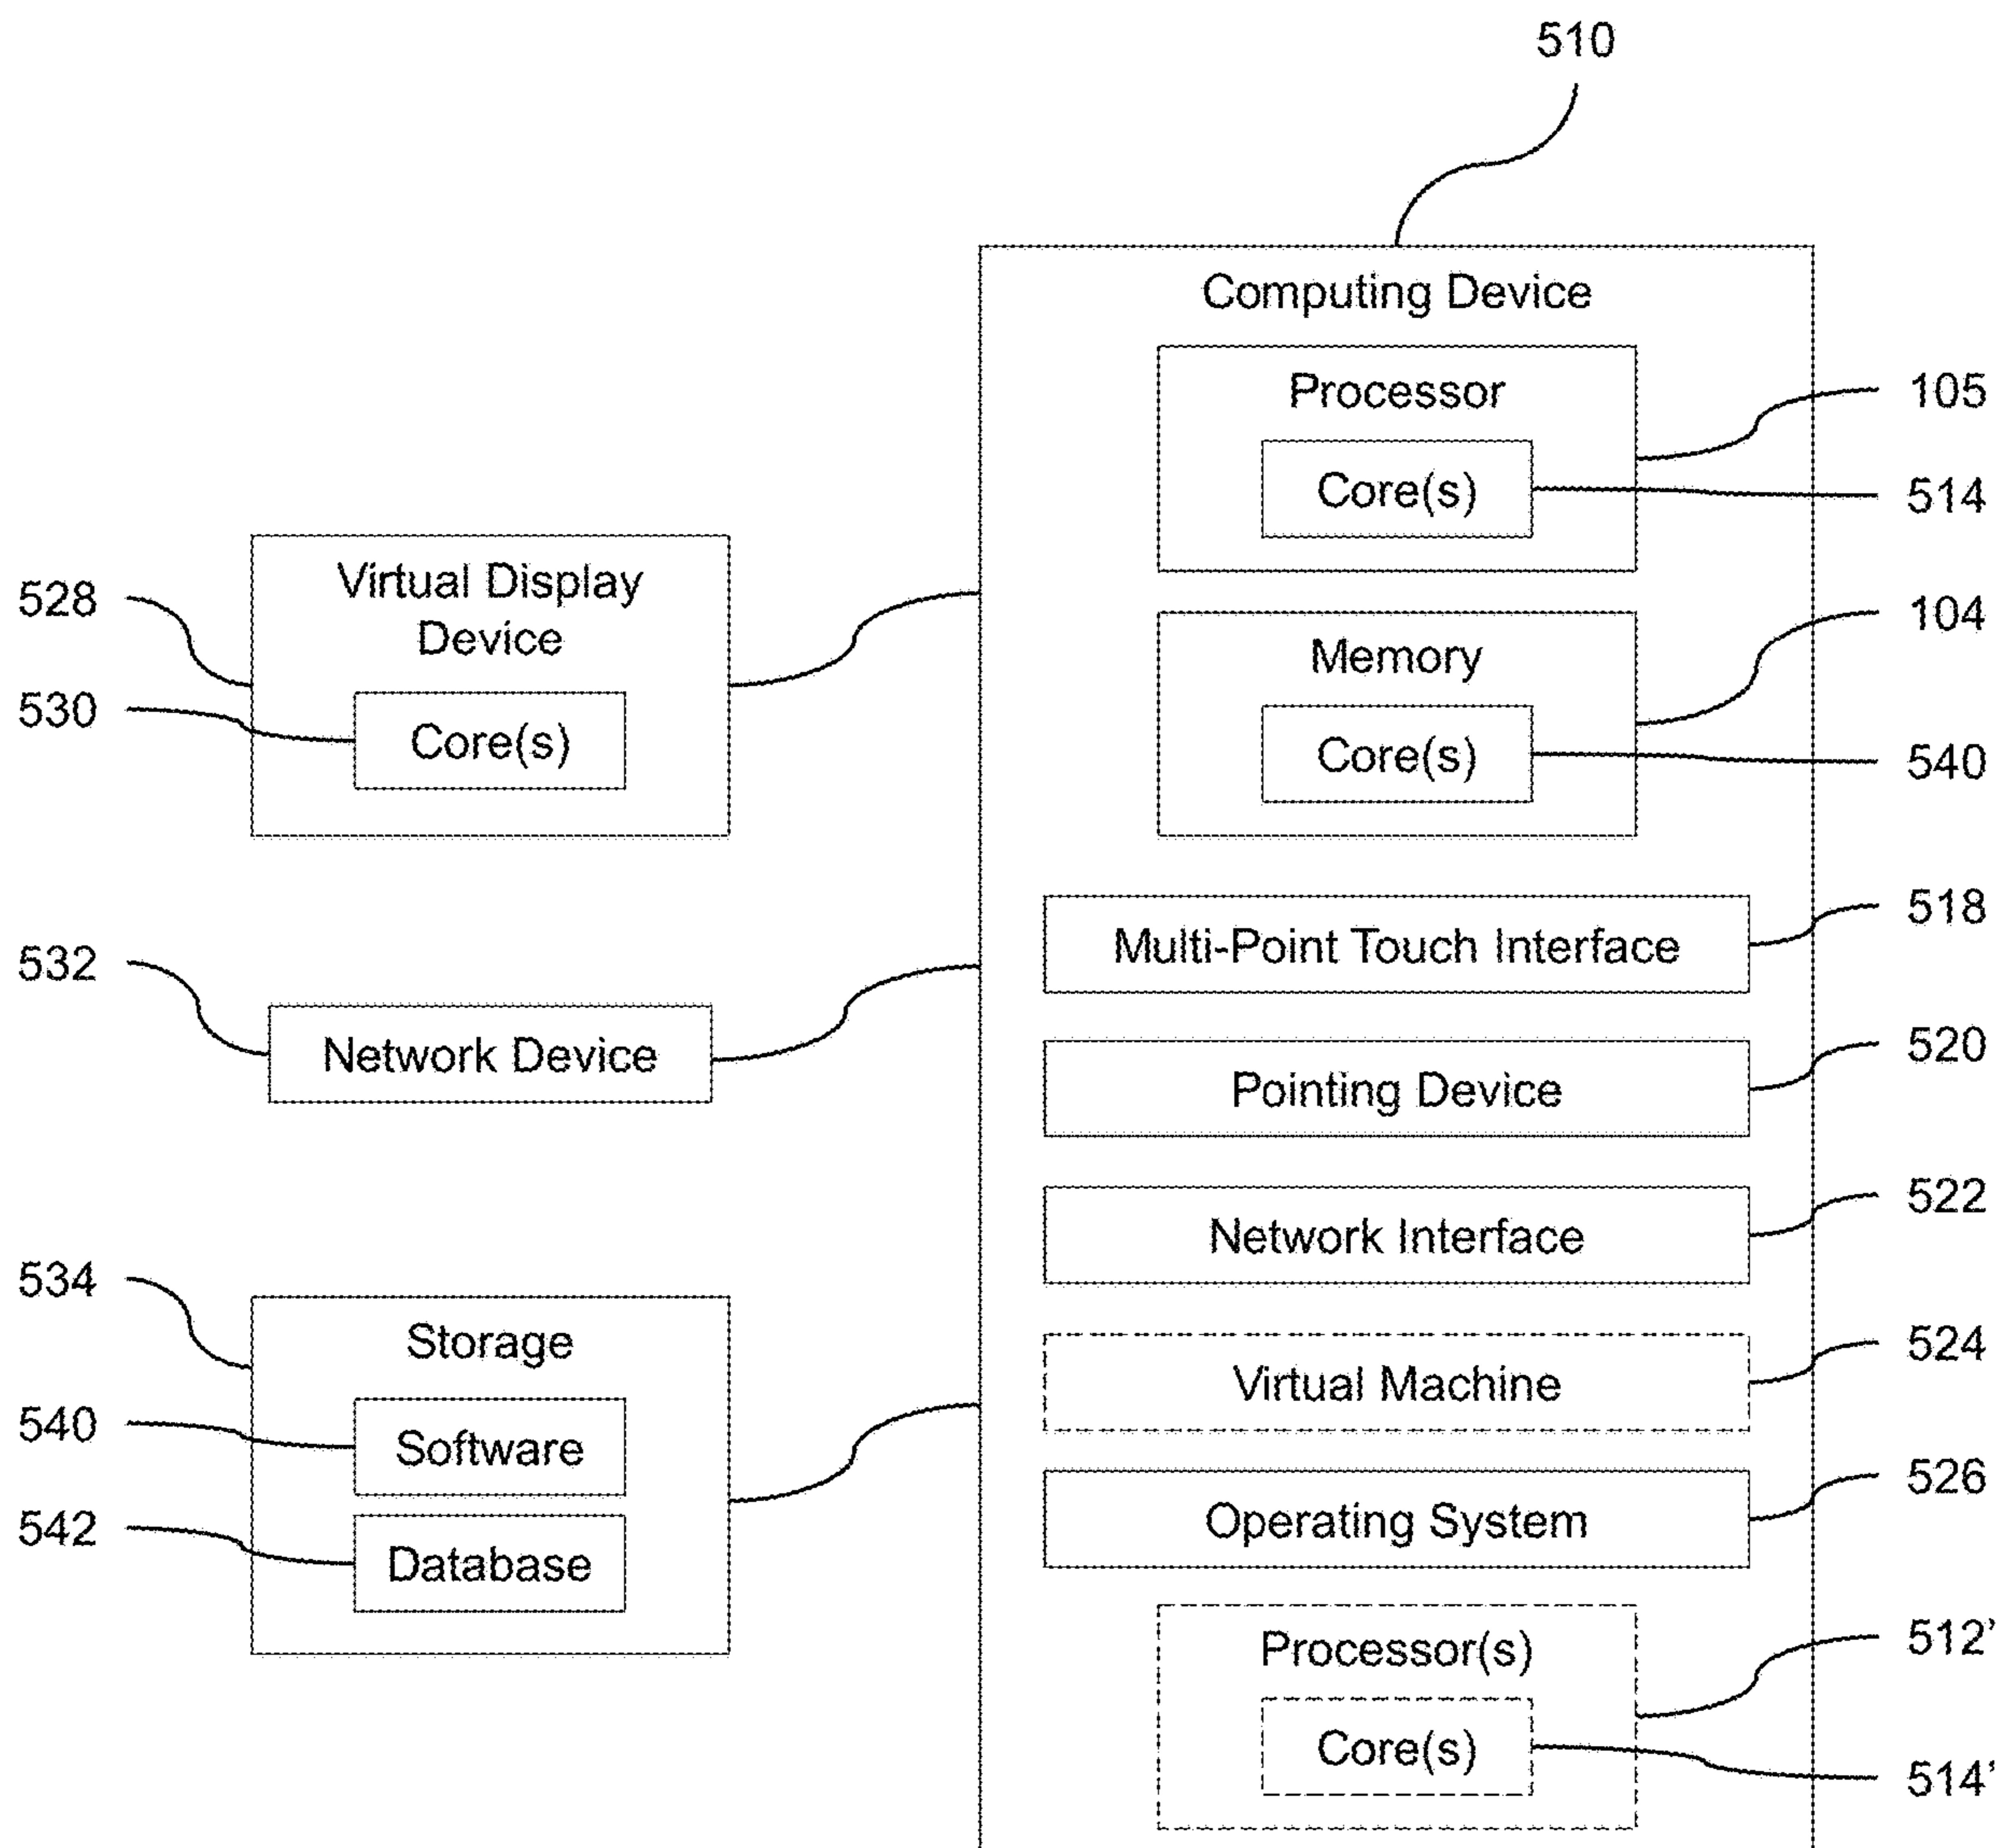 510
Computing Device
Processor
105
Core(s)
514
Virtual Display
Device
528
530
Core(s)
Memory
104
Core(s)
540
Multi-Point Touch Interface
518
532
Network Device
Pointing Device
520
Network Interface
522
534
Storage
540
Software
542
Database
Virtual Machine
524
Operating System
526
Processor(s)
512’
Core(s)
514’